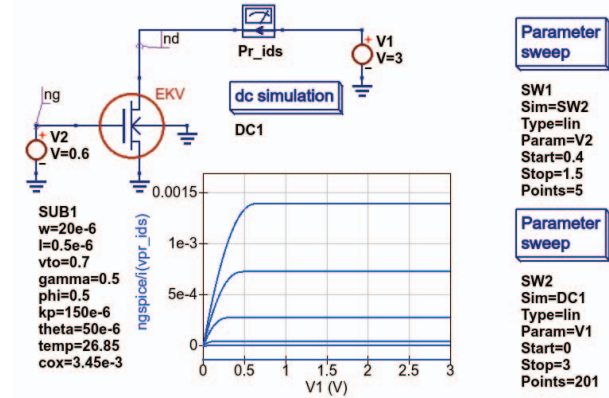 nd
Pr_ids
V1
V=3
ng
EKV
V2
V=0.6
dc simulation
DC1
SUB1
w=20e-6
l=0.5e-6
vto=0.7
gamma=0.5
phi=0.5
kp=150e-6
theta=50e-6
temp=26.85
cox=3.45e-3
ngspice/i(vpr_ids)
0.0015
1e-3
5e-4
0
0 0.5 1 1.5 2 2.5 3
V1 (V)
Parameter
sweep
SW1
Sim=SW2
Type=lin
Param=V2
Start=0.4
Stop=1.5
Points=5
Parameter
sweep
SW2
Sim=DC1
Type=lin
Param=V1
Start=0
Stop=3
Points=201